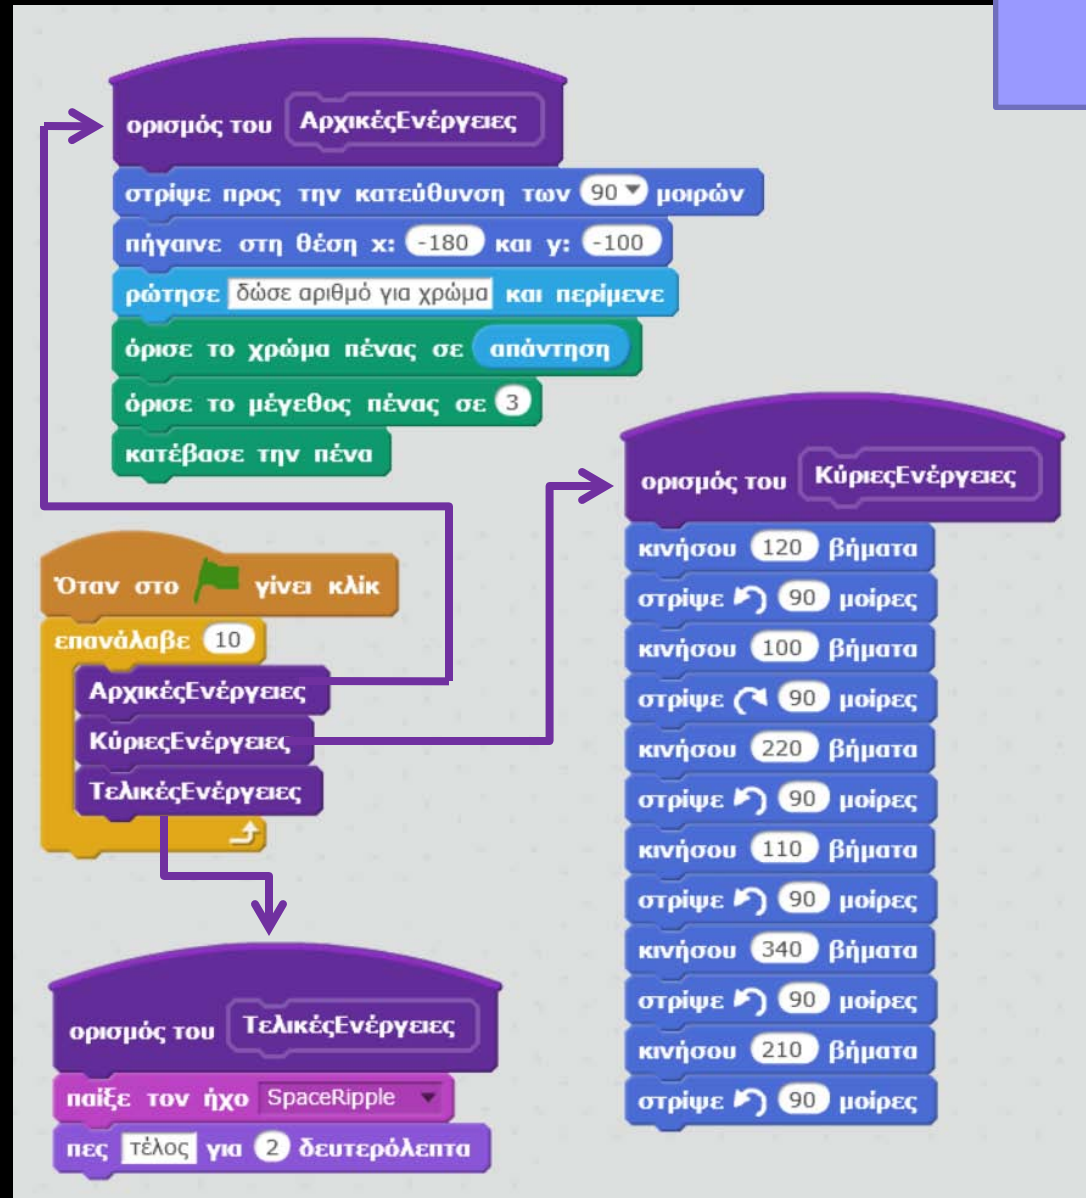 ορισμός του ΑρχικέςΕνέργειες
στρίψε προς την κατεύθυνση των 90 μοιρών
πήγαινε στη θέση x: -180 και y: -100
ρώτησε δώσε αριθμό για χρώμα και περίμενε
όρισε το χρώμα πένας σε απάντηση
όρισε το μέγεθος πένας σε 3
κατέβασε την πένα
Όταν στο γίνει κλίκ
επανάλαβε 10
ΑρχικέςΕνέργειες
ΚύριεςΕνέργειες
ΤελικέςΕνέργειες
ορισμός του ΤελικέςΕνέργειες
παίξε τον ήχο SpaceRipple
πες τέλος για 2 δευτερόλεπτα
ορισμός του ΚύριεςΕνέργειες
κινήσου 120 βήματα
στρίψε 90 μοίρες
κινήσου 100 βήματα
στρίψε 90 μοίρες
κινήσου 220 βήματα
στρίψε 90 μοίρες
κινήσου 110 βήματα
στρίψε 90 μοίρες
κινήσου 340 βήματα
στρίψε 90 μοίρες
κινήσου 210 βήματα
στρίψε 90 μοίρες